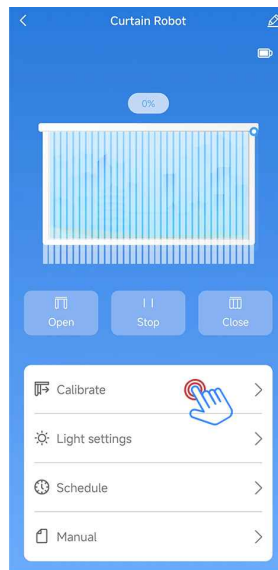 Curtain Robot
0%
Open Stop Close
Calibrate
Light settings
Schedule
Manual